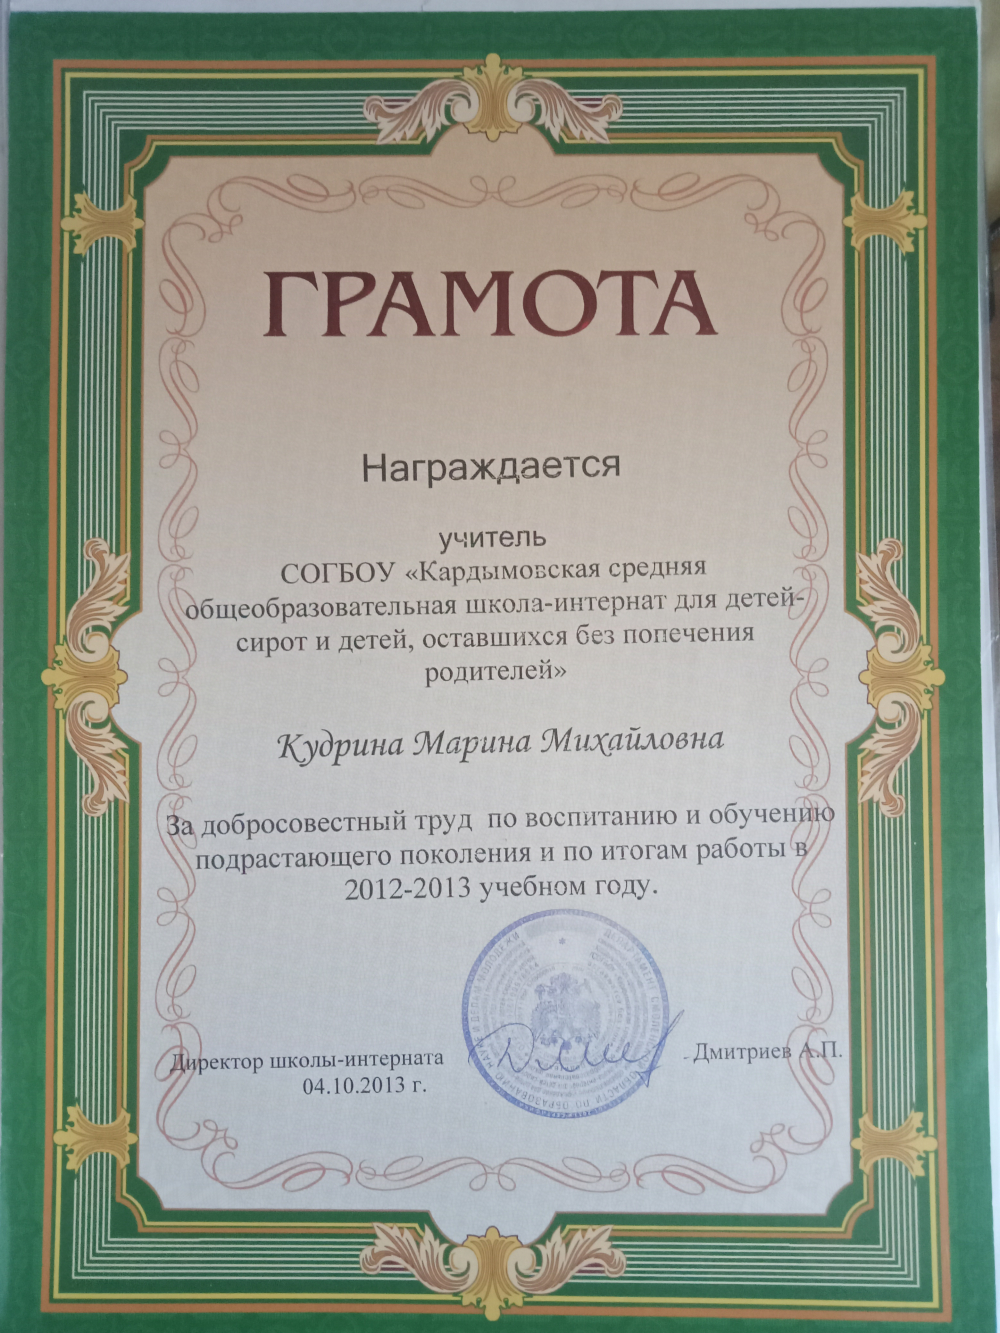 ГРАМОТА
Награждается
учитель
СОГБОУ «Кардымовская средняя
общеобразовательная школа-интернат для детей-
сирот и детей, оставшихся без попечения
родителей»
Кудрина Марина Михайловна
За добросовестный труд по воспитанию и обучению
подрастающего поколения и по итогам работы в
2012-2013 учебном году.
Директор школы-интерната
Дмитриев А.П.
04.10.2013 г.